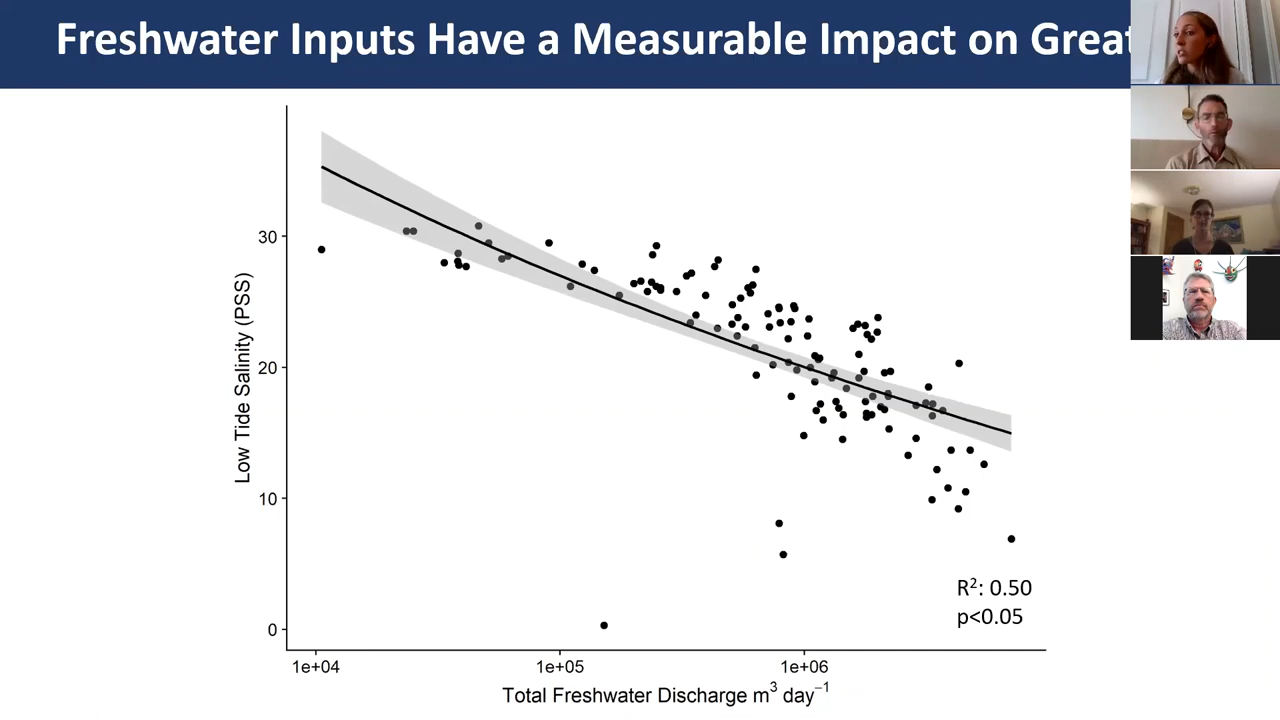 Freshwater Inputs Have a Measurable Impact on Great
30
20
10
0
Low Tide Salinity (PSS)
R²: 0.50
p<0.05
1e+04 1e+05 1e+06
Total Freshwater Discharge m³ day⁻¹